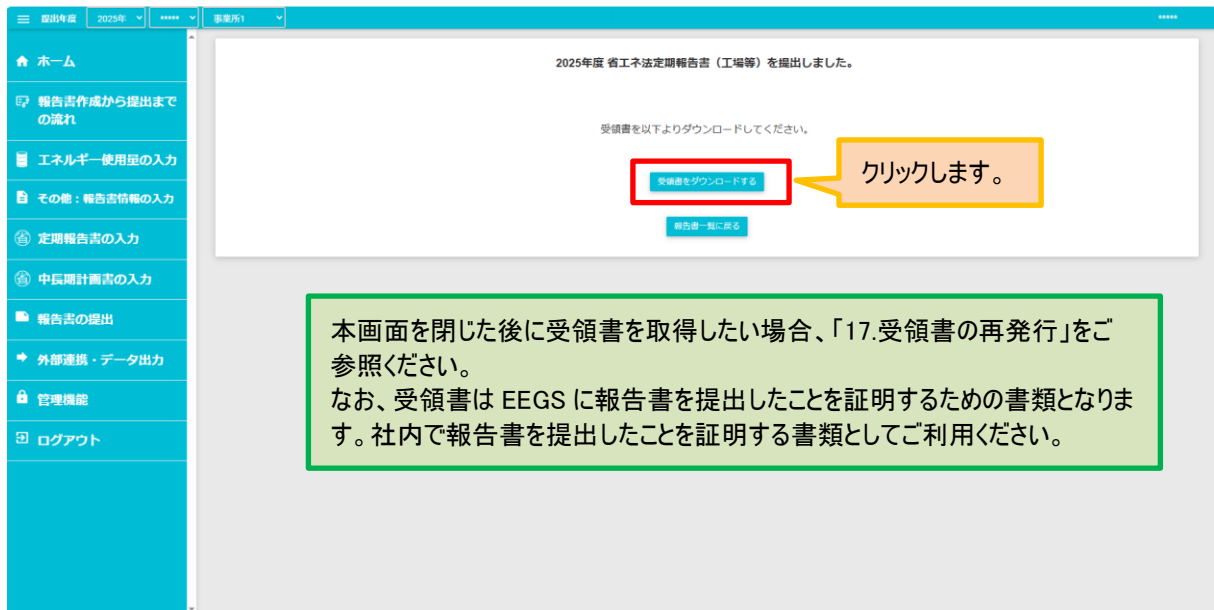 提出年度 2025年 ***** 事業所1 *****
ホーム
報告書作成から提出まで
の流れ
エネルギー使用量の入力
その他：報告書情報の入力
省 定期報告書の入力
省 中長期計画書の入力
報告書の提出
外部連携・データ出力
管理機能
ログアウト
2025年度 省エネ法定期報告書（工場等）を提出しました。
受領書を以下よりダウンロードしてください。
受領書をダウンロードする
クリックします。
報告書一覧に戻る
本画面を閉じた後に受領書を取得したい場合、「17.受領書の再発行」をご
参照ください。
なお、受領書は EEGS に報告書を提出したことを証明するための書類となりま
す。社内で報告書を提出したことを証明する書類としてご利用ください。